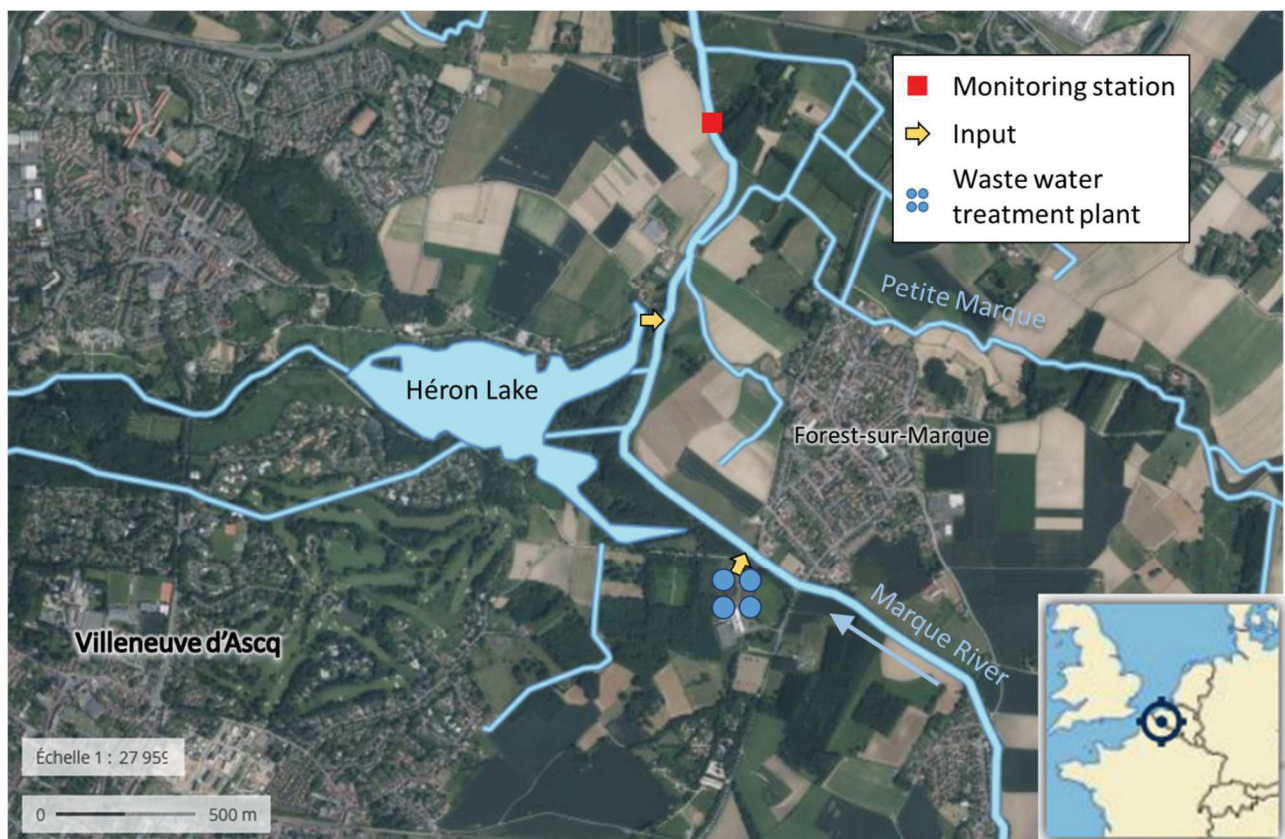 Monitoring station
Input
Waste water
treatment plant
Petite Marque
Héron Lake
Forest-sur-Marque
Marque River
Villeneuve d'Ascq
Échelle 1 : 27 959
0 500 m